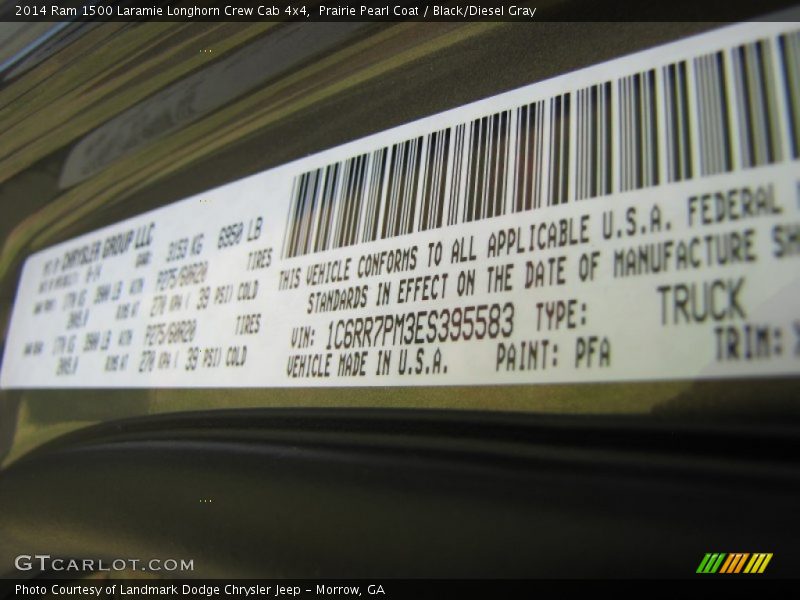 2014 Ram 1500 Laramie Longhorn Crew Cab 4x4,  Prairie Pearl Coat / Black/Diesel Gray
CHRYSLER GROUP LLC
3153 KG 6950 LB
TIRES
P275/60R20
270 KPA ( 39 PSI) COLD
TIRES
P275/60R20
270 KPA ( 39 PSI) COLD
THIS VEHICLE CONFORMS TO ALL APPLICABLE U.S.A. FEDERAL
STANDARDS IN EFFECT ON THE DATE OF MANUFACTURE
VIN: 1C6RR7PM3ES395583 TYPE: TRUCK
VEHICLE MADE IN U.S.A. PAINT: PFA TRIM:
GTCARLOT.COM
Photo Courtesy of Landmark Dodge Chrysler Jeep – Morrow, GA